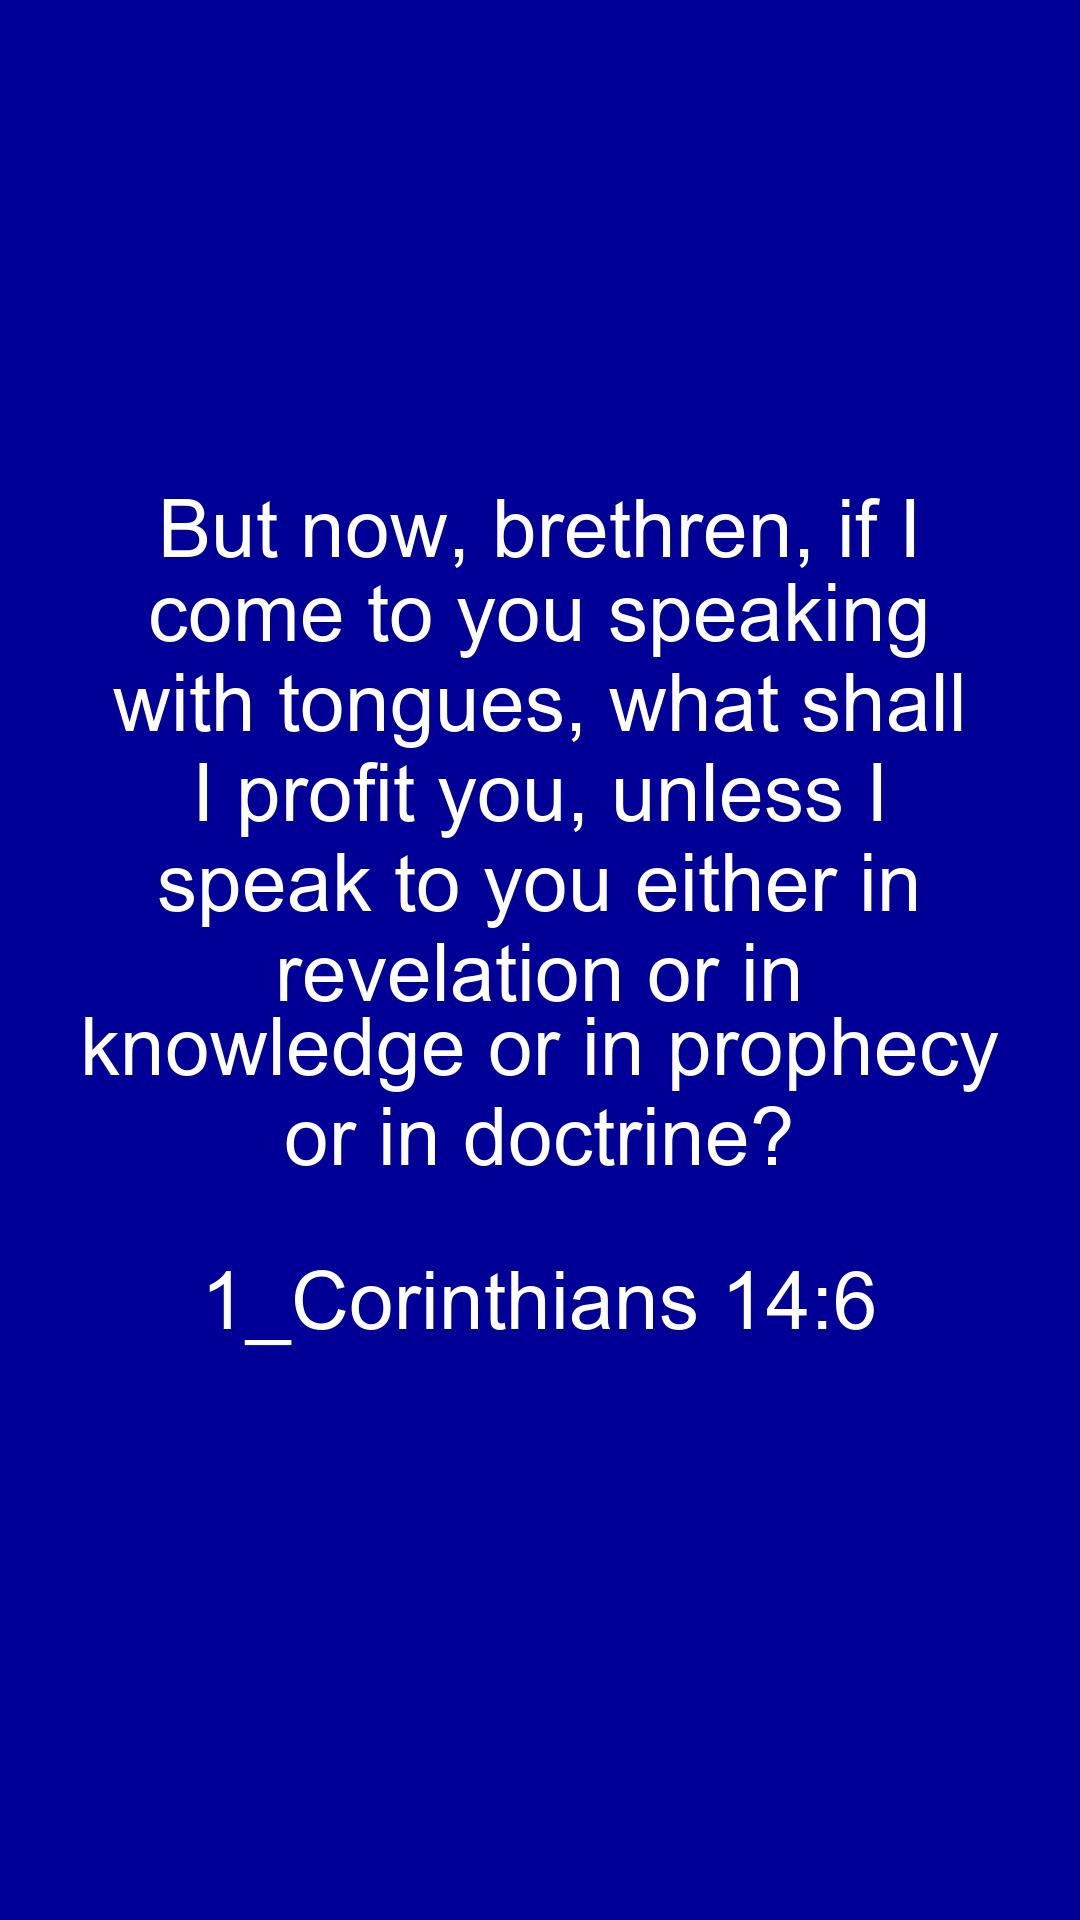 But now, brethren, if I
come to you speaking
with tongues, what shall
I profit you, unless I
speak to you either in
revelation or in
knowledge or in prophecy
or in doctrine?
1_Corinthians 14:6